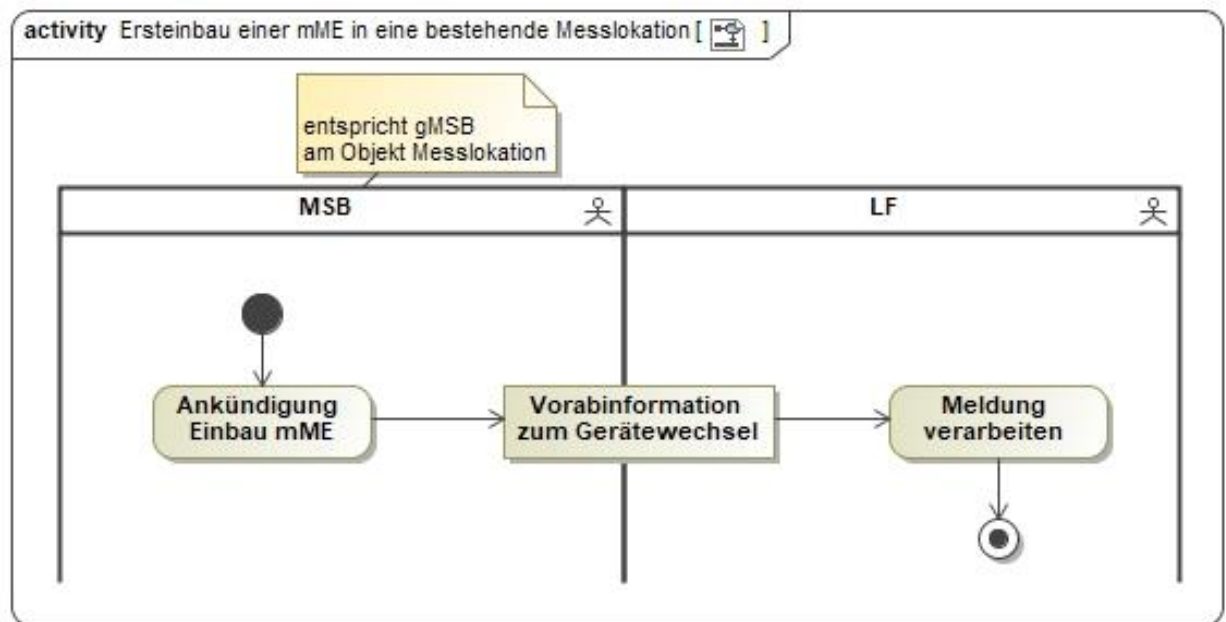 activity Ersteinbau einer mME in eine bestehende Messlokation [ ]
entspricht gMSB
am Objekt Messlokation
MSB
LF
Ankündigung
Einbau mME
Vorabinformation
zum Gerätewechsel
Meldung
verarbeiten